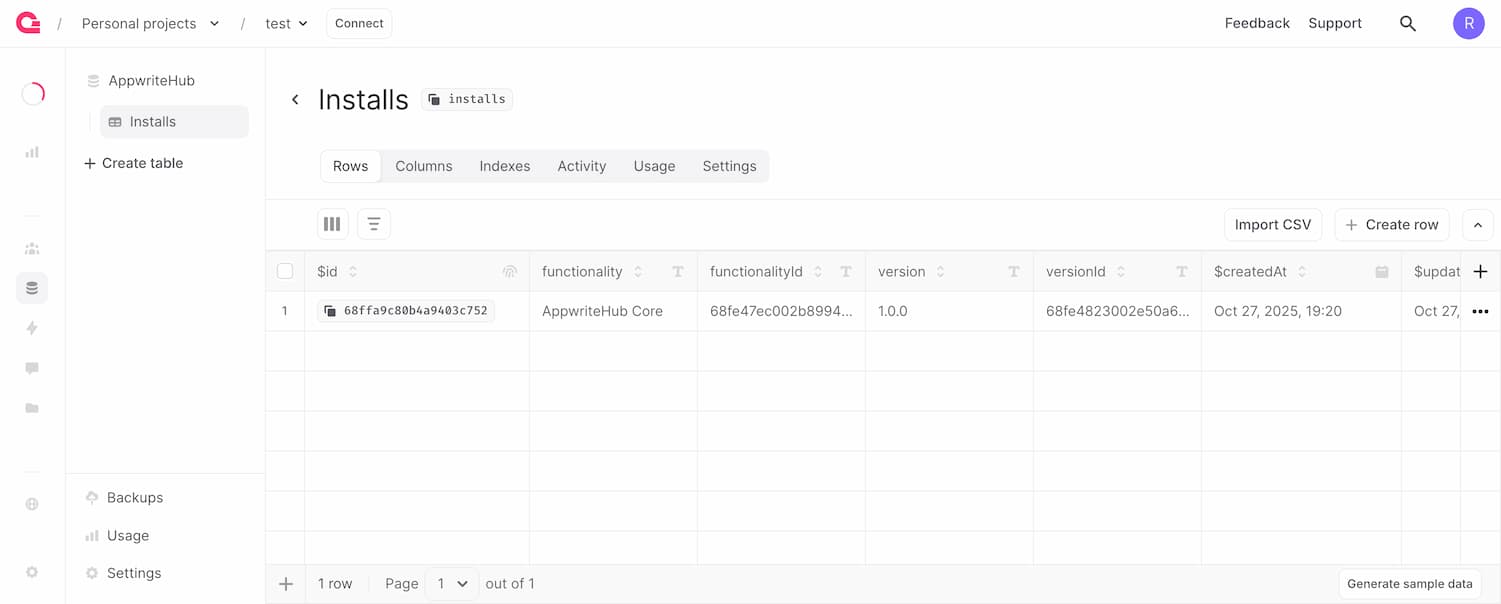 / Personal projects / test Connect Feedback Support R
AppwriteHub
Installs
Create table
Backups
Usage
Settings
Installs installs
Rows Columns Indexes Activity Usage Settings
Import CSV Create row
$id functionality T functionalityId T version T versionId T $createdAt $updat
1 68ffa9c80b4a9403c752 AppwriteHub Core 68fe47ec002b8994... 1.0.0 68fe4823002e50a6... Oct 27, 2025, 19:20 Oct 27,
1 row Page 1 out of 1 Generate sample data